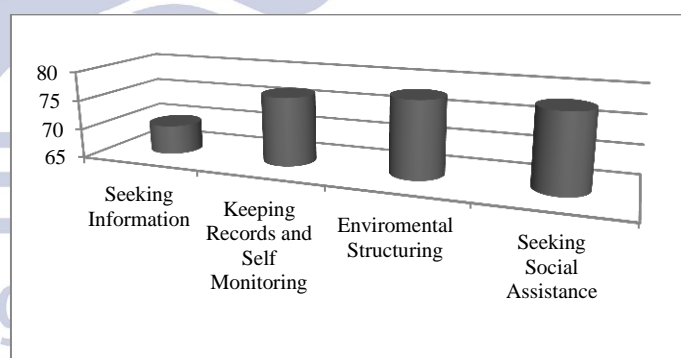 80
75
70
65
Seeking
Information
Keeping
Records and
Self
Monitoring
Enviromental
Structuring
Seeking
Social
Assistance